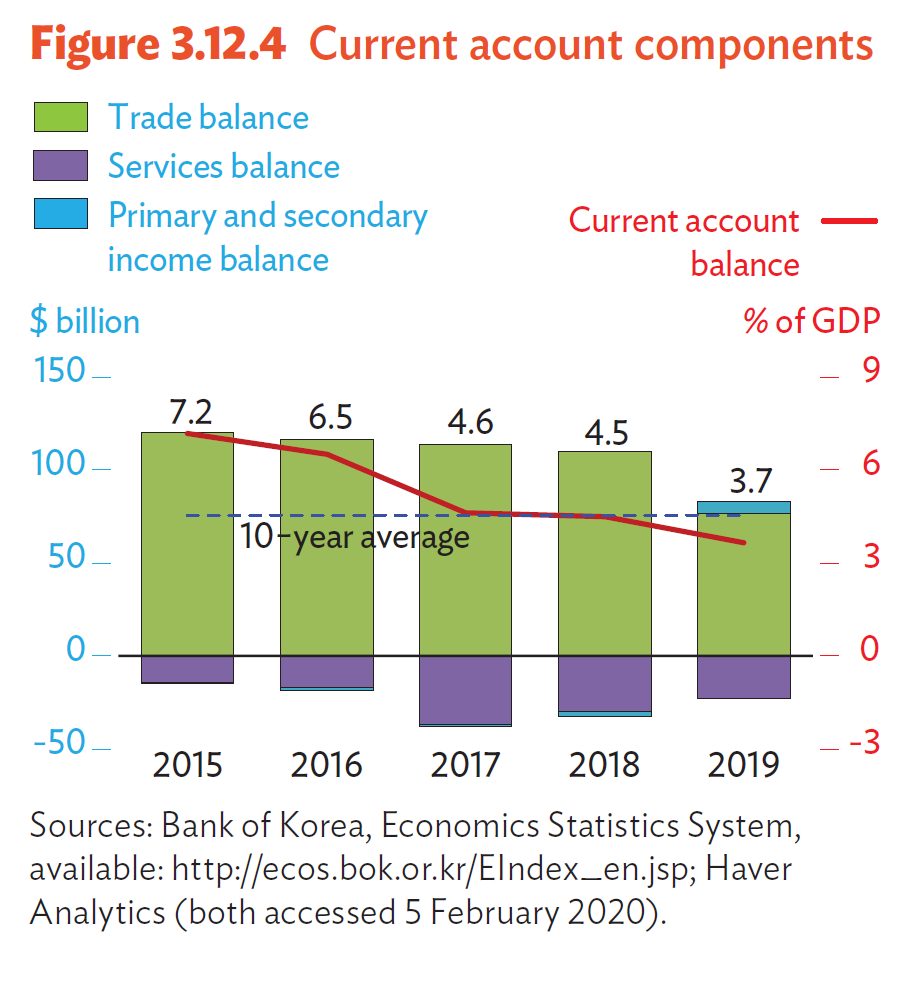 Figure 3.12.4 Current account components
Trade balance
Services balance
Primary and secondary
income balance
Current account
balance
$ billion
% of GDP
150
9
7.2
6.5
4.6
4.5
100
6
3.7
10-year average
50
3
0
0
-50
-3
2015 2016 2017 2018 2019
Sources: Bank of Korea, Economics Statistics System,
available: http://ecos.bok.or.kr/EIndex_en.jsp; Haver
Analytics (both accessed 5 February 2020).